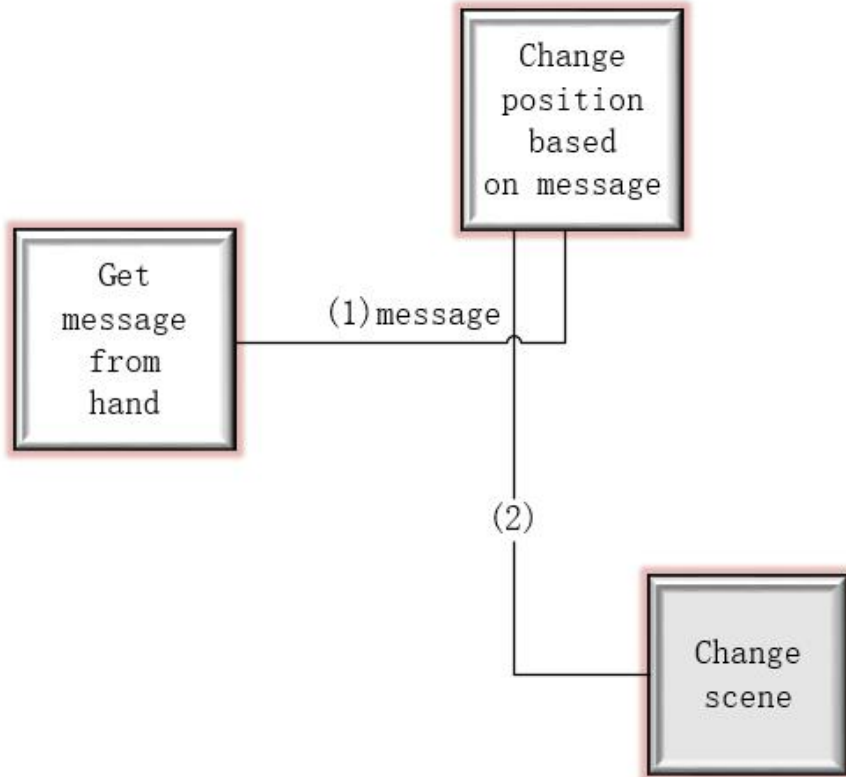 Change
position
based
on message
Get
message
from
hand
(1)message
(2)
Change
scene